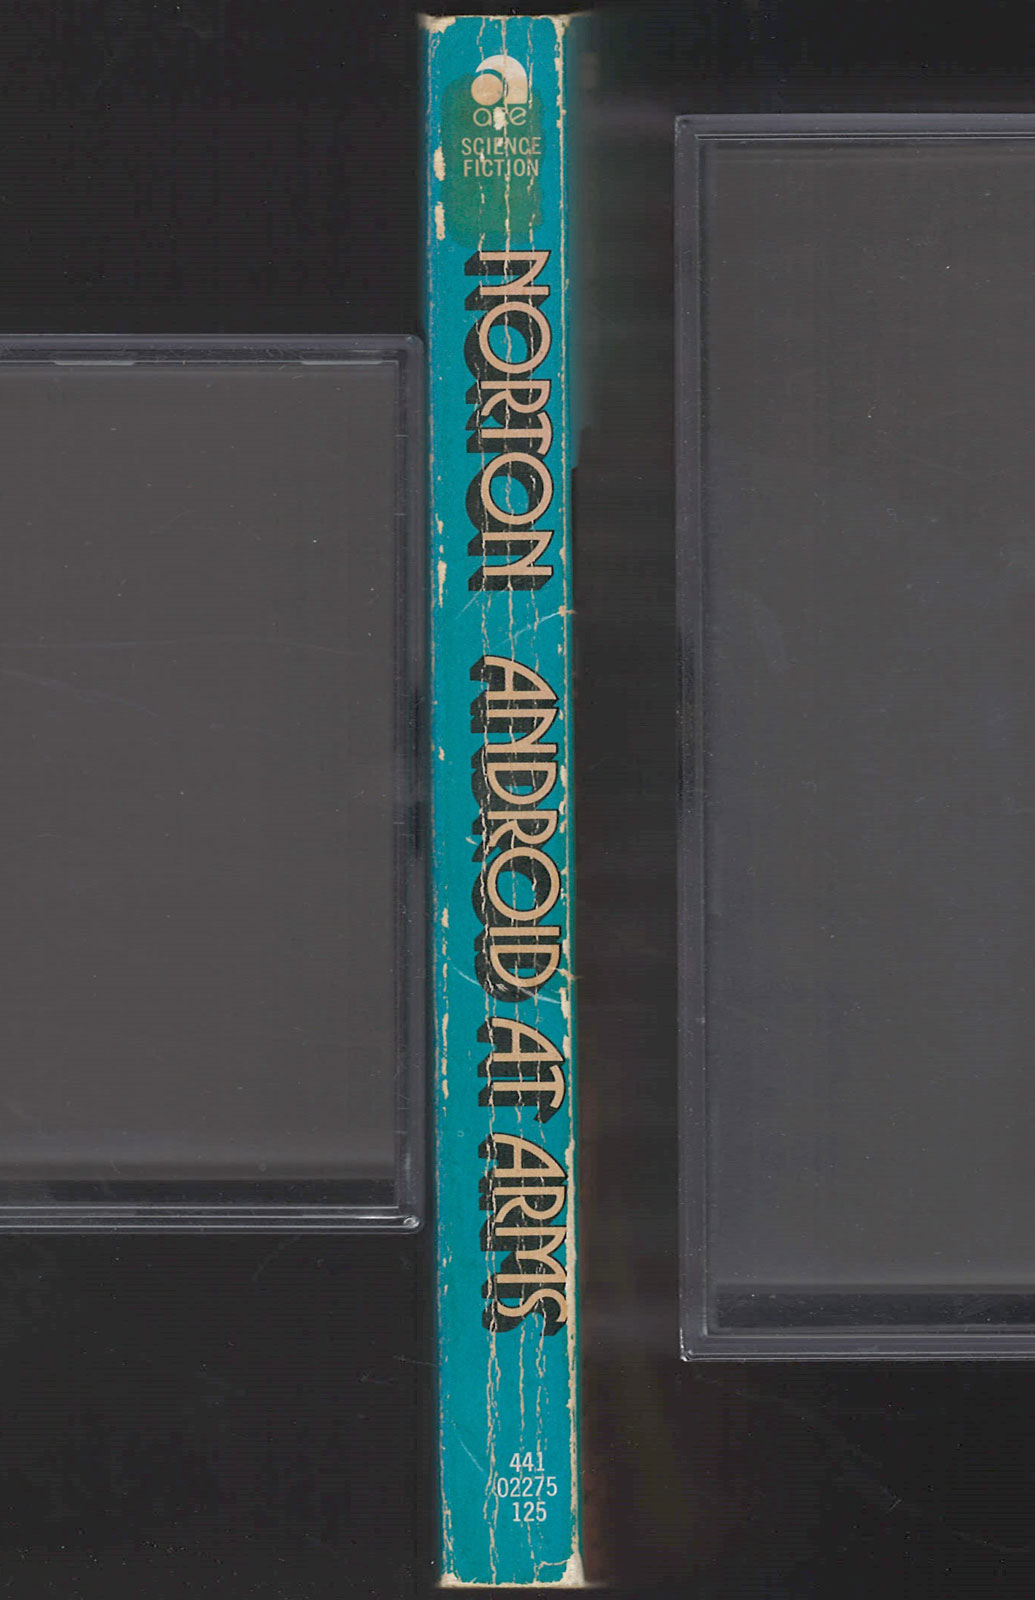 ace
SCIENCE
FICTION
NORTON ANDROID AT ARMS
441
02275
125